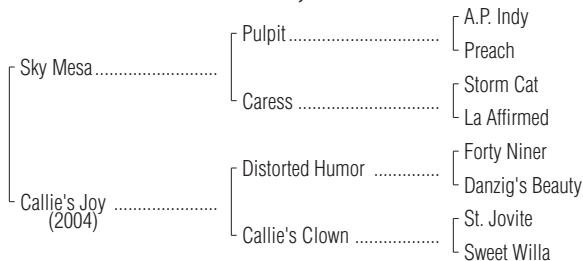 A.P. Indy
Pulpit
Preach
Sky Mesa
Storm Cat
Caress
La Affirmed
Forty Niner
Distorted Humor
Danzig's Beauty
Callie's Joy
(2004)
St. Jovite
Callie's Clown
Sweet Willa